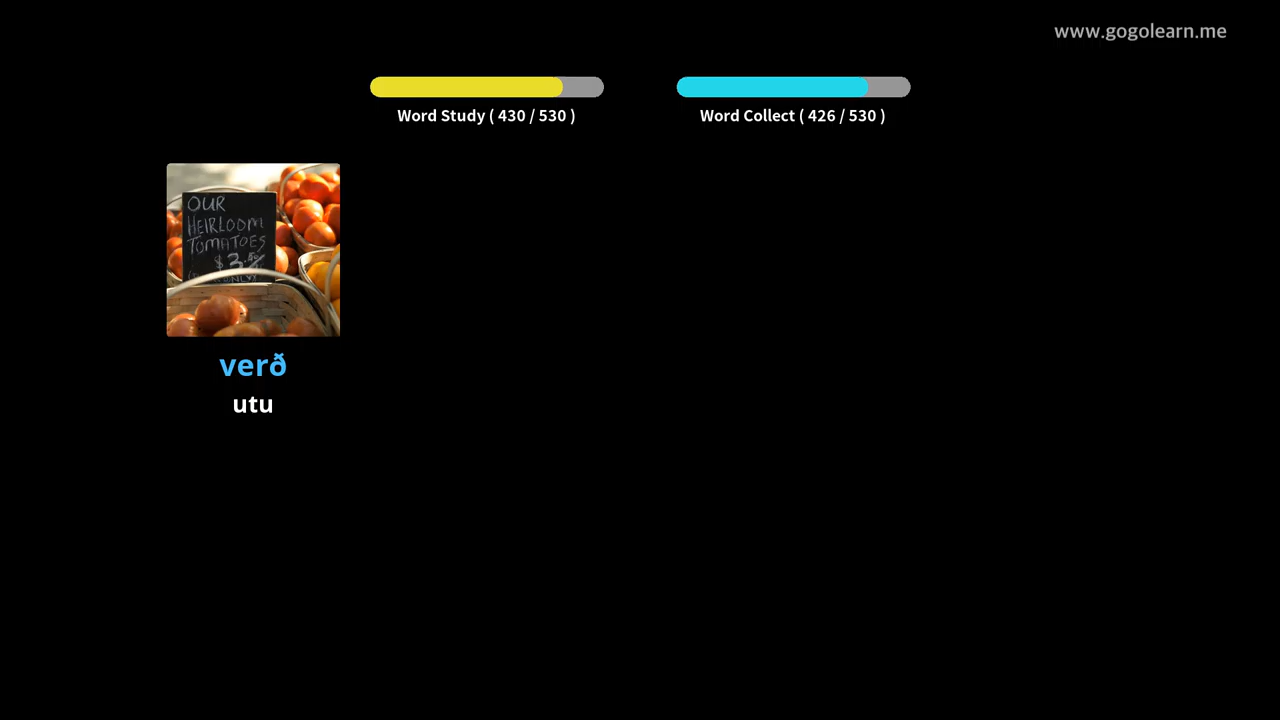 www.gogolearn.me
Word Study ( 430 / 530 )
Word Collect ( 426 / 530 )
OUR
HEIRLOOM
TOMATOES
verð
utu